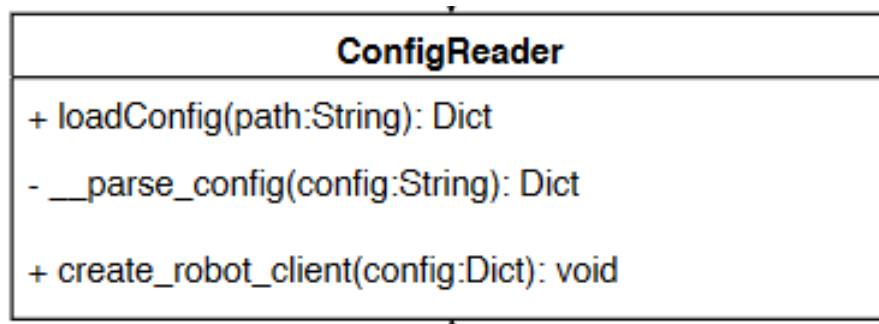 ConfigReader
+ loadConfig(path:String): Dict
- __parse_config(config:String): Dict
+ create_robot_client(config:Dict): void